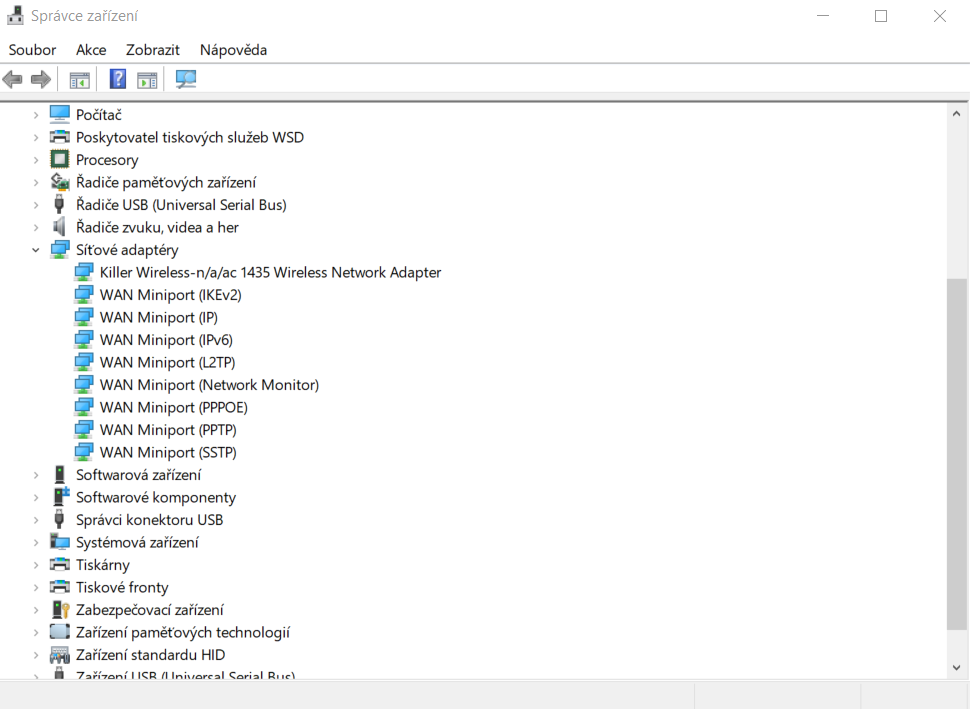 Správce zařízení
Soubor Akce Zobrazit Nápověda
Počítač
Poskytovatel tiskových služeb WSD
Procesory
Řadiče paměťových zařízení
Řadiče USB (Universal Serial Bus)
Řadiče zvuku, videa a her
Síťové adaptéry
Killer Wireless-n/a/ac 1435 Wireless Network Adapter
WAN Miniport (IKEv2)
WAN Miniport (IP)
WAN Miniport (IPv6)
WAN Miniport (L2TP)
WAN Miniport (Network Monitor)
WAN Miniport (PPPOE)
WAN Miniport (PPTP)
WAN Miniport (SSTP)
Softwarová zařízení
Softwarové komponenty
Správci konektoru USB
Systémová zařízení
Tiskárny
Tiskové fronty
Zabezpečovací zařízení
Zařízení paměťových technologií
Zařízení standardu HID
Zařízení USB (Universal Serial Bus)